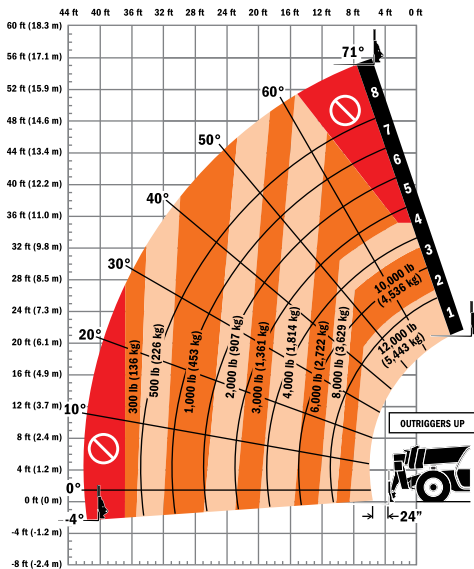 44 ft 40 ft 36 ft 32 ft 28 ft 24 ft 20 ft 16 ft 12 ft 8 ft 4 ft 0 ft
60 ft (18.3 m)
56 ft (17.1 m)
52 ft (15.9 m)
48 ft (14.6 m)
44 ft (13.4 m)
40 ft (12.2 m)
36 ft (11.0 m)
32 ft (9.8 m)
28 ft (8.5 m)
24 ft (7.3 m)
20 ft (6.1 m)
16 ft (4.9 m)
12 ft (3.7 m)
8 ft (2.4 m)
4 ft (1.2 m)
0 ft (0 m)
-4 ft (-1.2 m)
-8 ft (-2.4 m)
71°
60°
50°
40°
30°
20°
10°
0°
-4°
8
7
6
5
4
3
2
1
300 lb (136 kg)
500 lb (226 kg)
1,000 lb (453 kg)
2,000 lb (907 kg)
3,000 lb (1,361 kg)
4,000 lb (1,814 kg)
6,000 lb (2,722 kg)
8,000 lb (3,629 kg)
10,000 lb
(4,536 kg)
12,000 lb
(5,443 kg)
OUTRIGGERS UP
24"